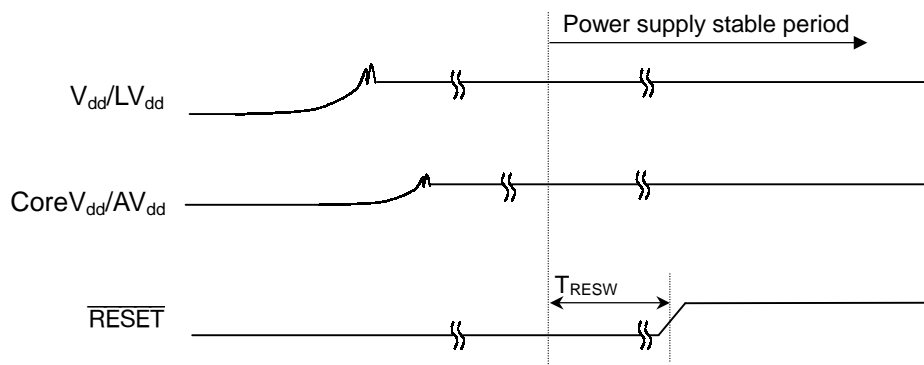 Power supply stable period
Vdd/LVdd
CoreVdd/AVdd
TRESW
RESET